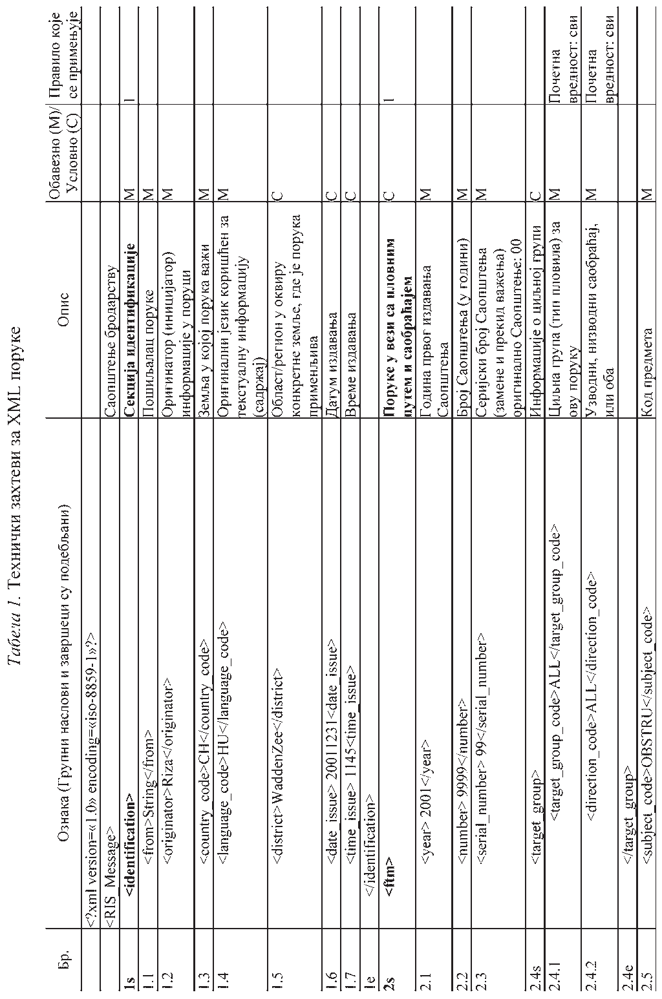 Табела 1. Технички захтеви за XML поруке
Бр. Ознака (Групни наслови и завршеци су подебљани) Опис Обавезно (М)/ Условно (С) Правило које се примењује
<?xml version=«1.0» encoding=«iso-8859-1»?>
<RIS_Message> Саопштење бродарству
1s <identification> Секција идентификације М 1
1.1 <from>String</from> Пошиљалац поруке М
1.2 <originator>Riza</originator> Оригинатор (иницијатор) М
информације у поруци
1.3 <country_code>CH</country_code> Земља у којој порука важи М
1.4 <language_code>HU</language_code> Оригинални језик коришћен за М
текстуалну информацију
(садржај)
1.5 <district>WaddenZee</district> Област/регион у оквиру С
конкретне земље, где је порука
применљива
1.6 <date_issue> 20011231<date_issue> Датум издавања С
1.7 <time_issue> 1145<time_issue> Време издавања С
1e </identification>
2s <ftm> Поруке у вези са пловним С 1
путем и саобраћајем
2.1 <year> 2001</year> Година првог издавања М
Саопштења
2.2 <number> 9999</number> Број Саопштења (у години) М
2.3 <serial_number> 99</serial_number> Серијски број Саопштења М
(замене и прекид важења)
оригинално Саопштење: 00
2.4s <target_group> Информације о циљној групи С
2.4.1 <target_group_code>ALL</target_group_code> Циљна група (тип пловила) за М Почетна
ову поруку вредност: сви
2.4.2 <direction_code>ALL</direction_code> Узводни, низводни саобраћај, М Почетна
или оба вредност: сви
2.4e </target_group>
2.5 <subject_code>OBSTRU</subject_code> Код предмета М